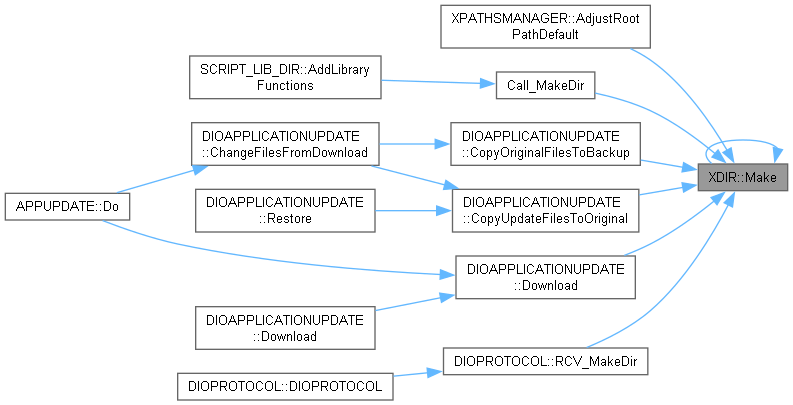 XPATHSMANAGER::AdjustRoot
PathDefault
SCRIPT_LIB_DIR::AddLibrary
Functions
Call_MakeDir
DIOAPPLICATIONUPDATE
::ChangeFilesFromDownload
DIOAPPLICATIONUPDATE
::CopyOriginalFilesToBackup
XDIR::Make
APPUPDATE::Do
DIOAPPLICATIONUPDATE
::Restore
DIOAPPLICATIONUPDATE
::CopyUpdateFilesToOriginal
DIOAPPLICATIONUPDATE
::Download
DIOAPPLICATIONUPDATE
::Download
DIOPROTOCOL::RCV_MakeDir
DIOPROTOCOL::DIOPROTOCOL